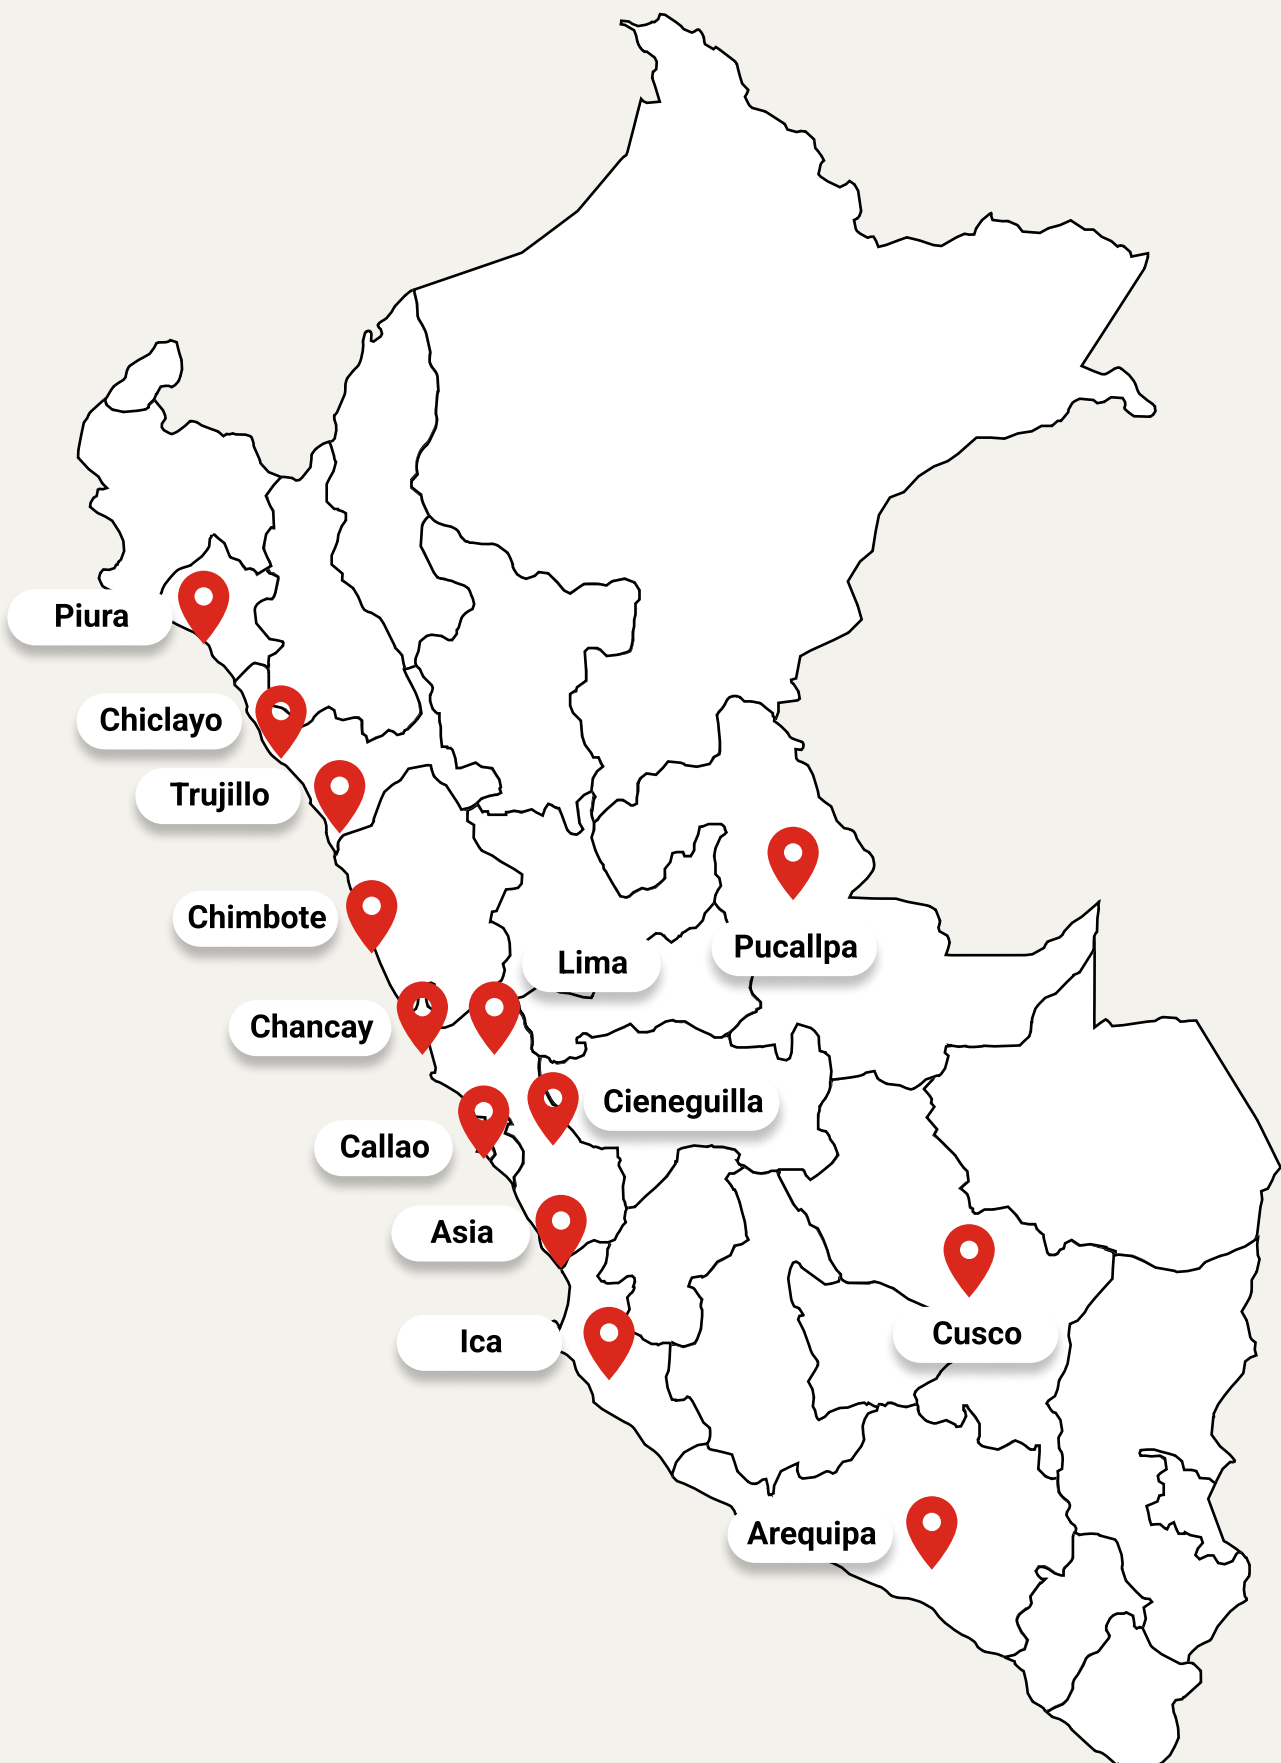 Piura
Chiclayo
Trujillo
Chimbote
Lima
Pucallpa
Chancay
Cieneguilla
Callao
Asia
Ica
Cusco
Arequipa